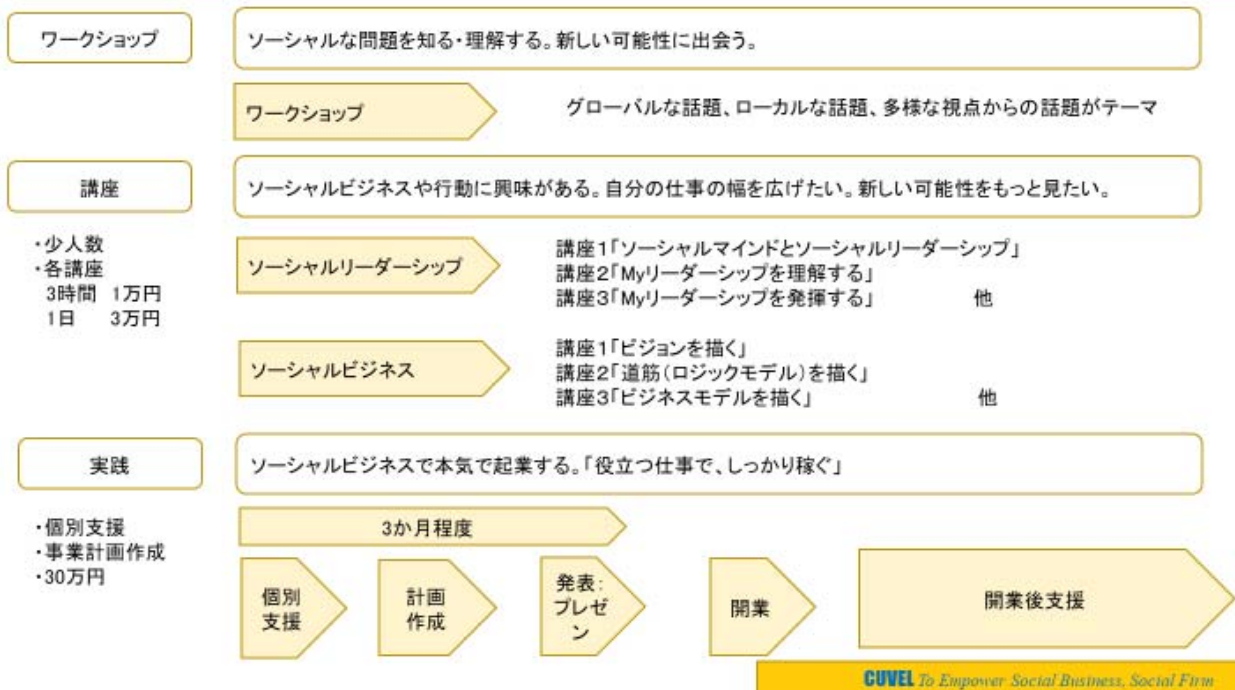 ワークショップ
ソーシャルな問題を知る・理解する。新しい可能性に出会う。
ワークショップ
グローバルな話題、ローカルな話題、多様な視点からの話題がテーマ
講座
ソーシャルビジネスや行動に興味がある。自分の仕事の幅を広げたい。新しい可能性をもっと見たい。
・少人数
・各講座
3時間 1万円
1日 3万円
ソーシャルリーダーシップ
講座1「ソーシャルマインドとソーシャルリーダーシップ」
講座2「Myリーダーシップを理解する」
講座3「Myリーダーシップを発揮する」 他
ソーシャルビジネス
講座1「ビジョンを描く」
講座2「道筋(ロジックモデル)を描く」
講座3「ビジネスモデルを描く」 他
実践
ソーシャルビジネスで本気で起業する。「役立つ仕事で、しっかり稼ぐ」
・個別支援
・事業計画作成
・30万円
3か月程度
個別
支援
計画
作成
発表:
プレゼ
ン
開業
開業後支援
CUVEL To Empower Social Business, Social Firm